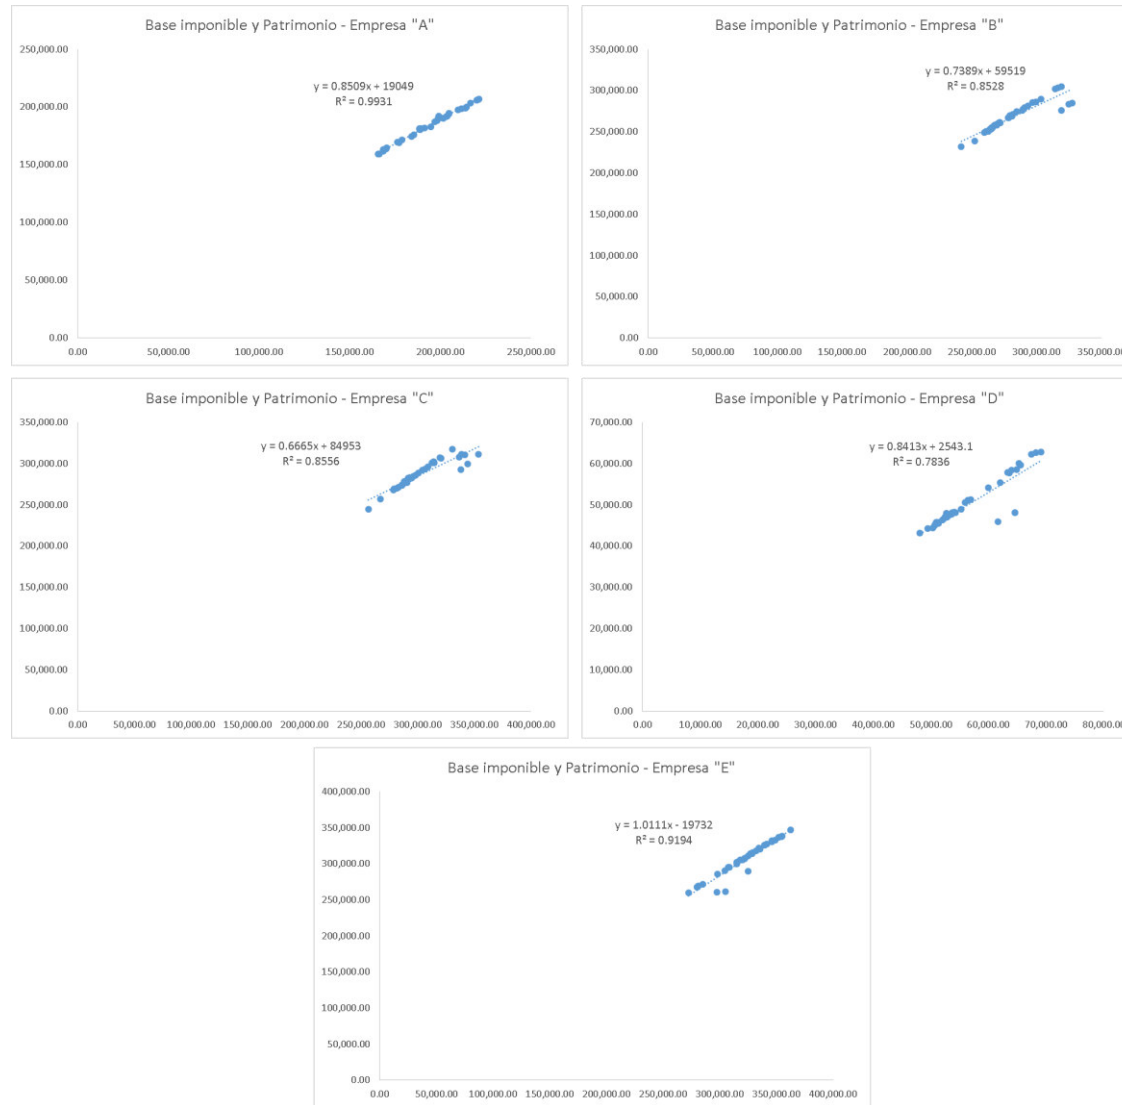 Base imponible y Patrimonio - Empresa "A"
250,000.00
y = 0.8509x + 19049
R² = 0.9931
200,000.00
150,000.00
100,000.00
50,000.00
0.00
0.00 50,000.00 100,000.00 150,000.00 200,000.00 250,000.00
Base imponible y Patrimonio - Empresa "B"
350,000.00
y = 0.7389x + 59519
R² = 0.8528
300,000.00
250,000.00
200,000.00
150,000.00
100,000.00
50,000.00
0.00
0.00 50,000.00 100,000.00 150,000.00 200,000.00 250,000.00 300,000.00 350,000.00
Base imponible y Patrimonio - Empresa "C"
350,000.00
y = 0.6665x + 84953
R² = 0.8556
300,000.00
250,000.00
200,000.00
150,000.00
100,000.00
50,000.00
0.00
0.00 50,000.00 100,000.00 150,000.00 200,000.00 250,000.00 300,000.00 350,000.00 400,000.00
Base imponible y Patrimonio - Empresa "D"
70,000.00
y = 0.8413x + 2543.1
R² = 0.7836
60,000.00
50,000.00
40,000.00
30,000.00
20,000.00
10,000.00
0.00
0.00 10,000.00 20,000.00 30,000.00 40,000.00 50,000.00 60,000.00 70,000.00 80,000.00
Base imponible y Patrimonio - Empresa "E"
400,000.00
y = 1.0111x - 19732
R² = 0.9194
350,000.00
300,000.00
250,000.00
200,000.00
150,000.00
100,000.00
50,000.00
0.00
0.00 50,000.00 100,000.00 150,000.00 200,000.00 250,000.00 300,000.00 350,000.00 400,000.00